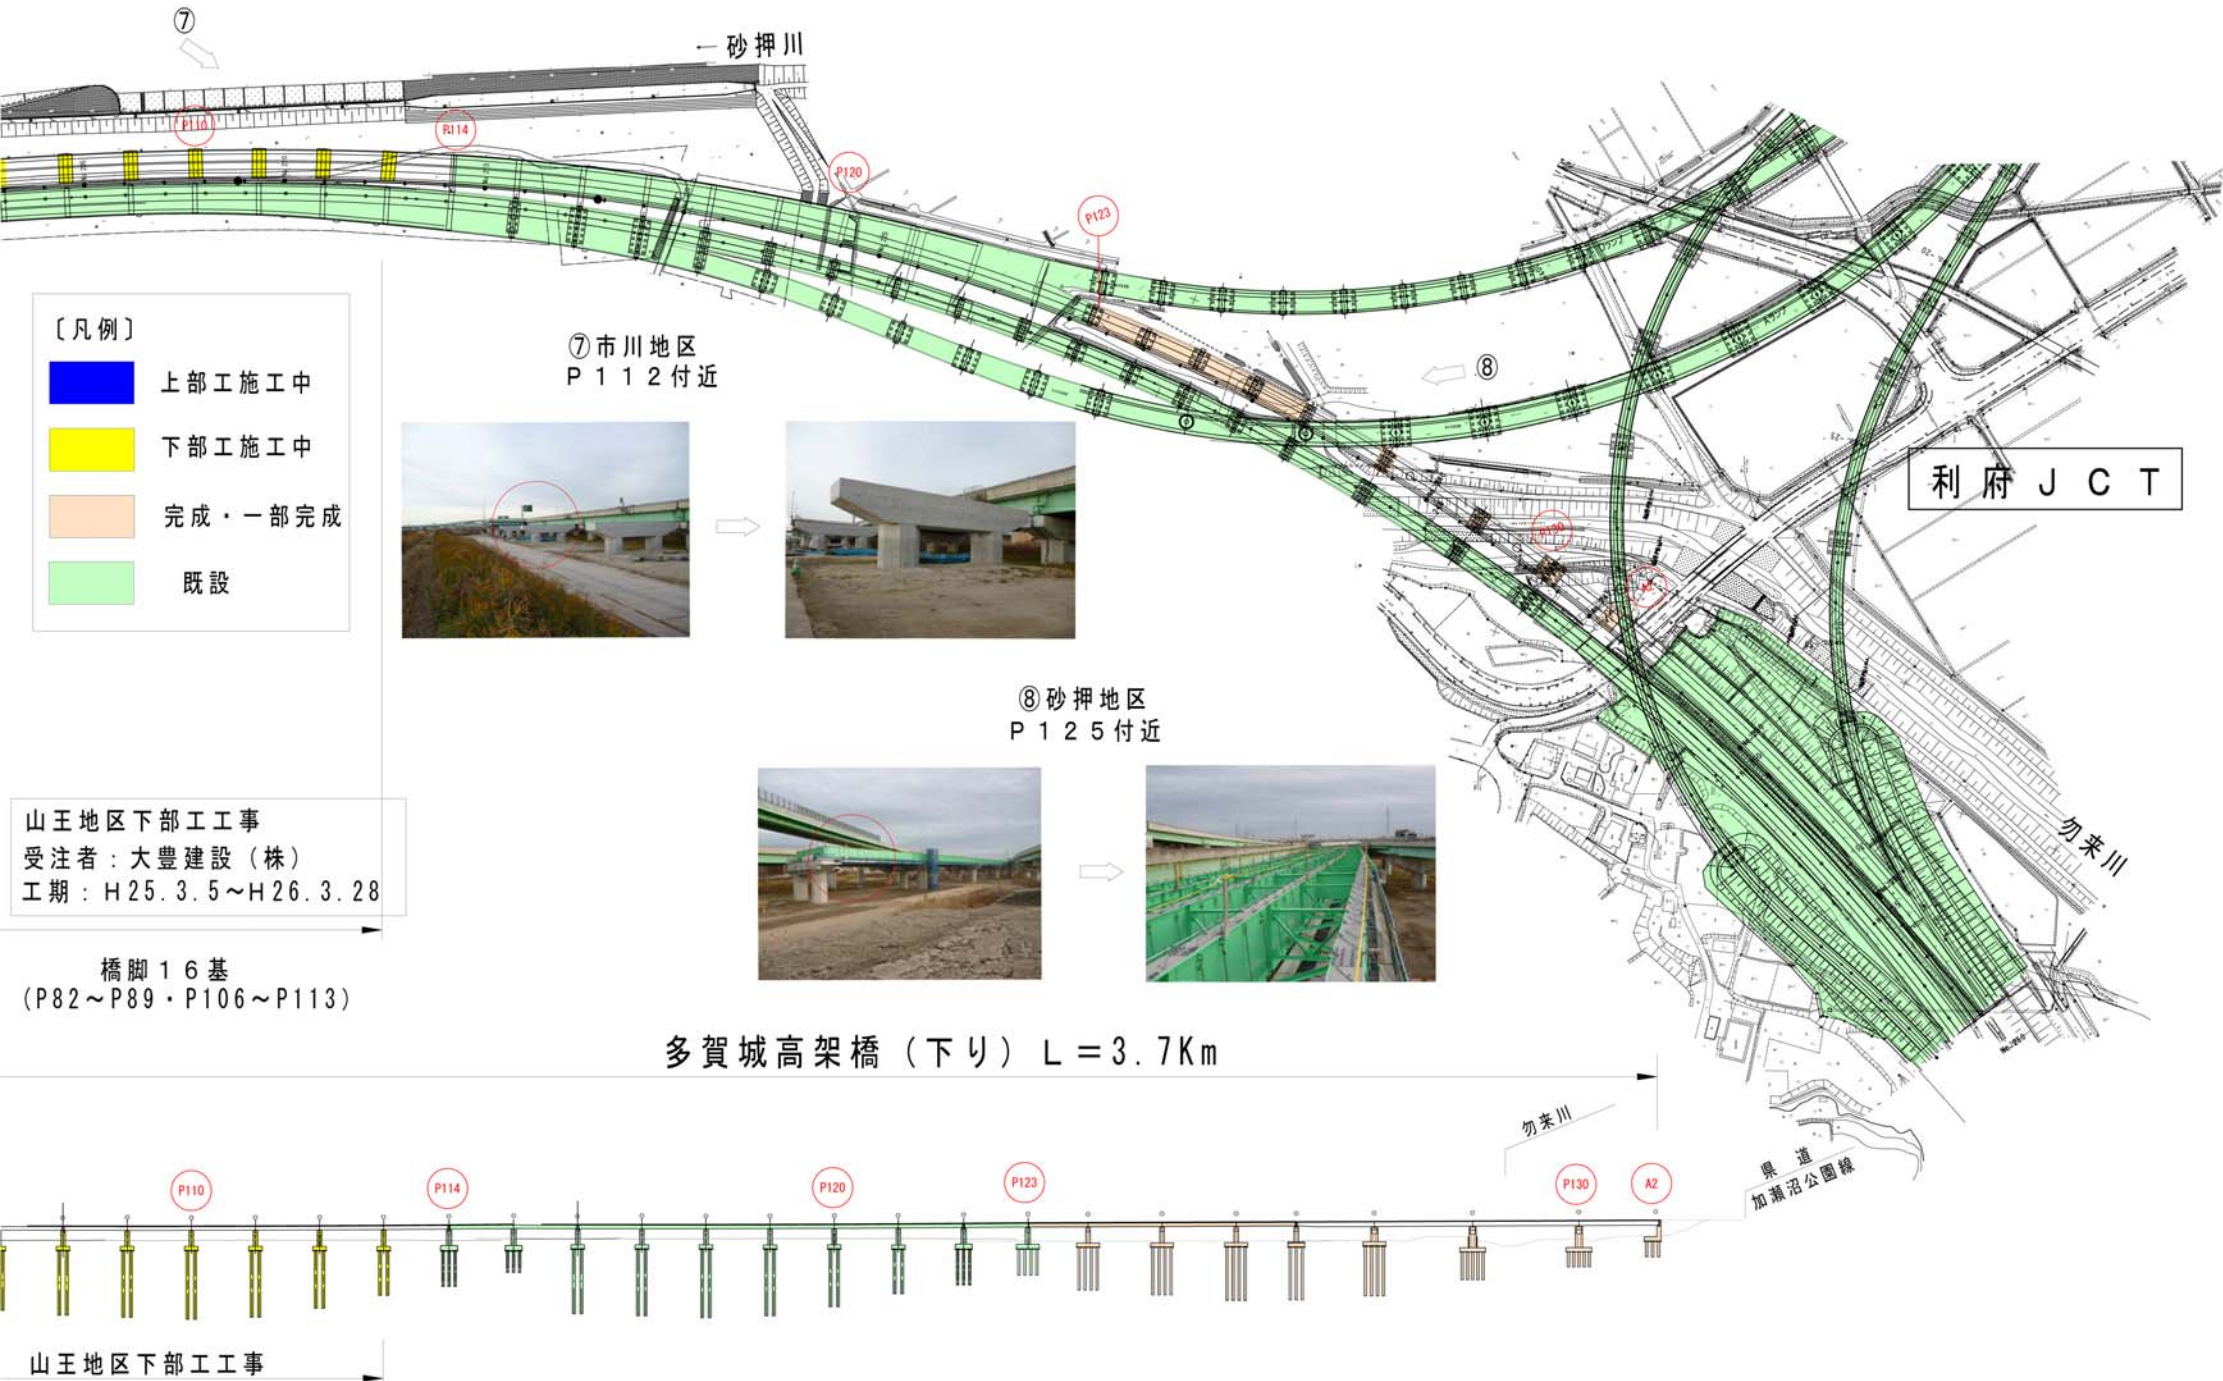 ⑦
←砂押川
P110
P114
P120
P123
〔凡例〕
上部工施工中
下部工施工中
完成・一部完成
既設
⑦市川地区
P112付近
⑧
利府JCT
P130
⑧砂押地区
P125付近
勿来川
山王地区下部工工事
受注者：大豊建設（株）
工期：H25.3.5～H26.3.28
橋脚16基
(P82～P89・P106～P113)
多賀城高架橋（下り）L＝3.7Km
勿来川
県道
加瀬沼公園線
P110
P114
P120
P123
P130
A2
山王地区下部工工事